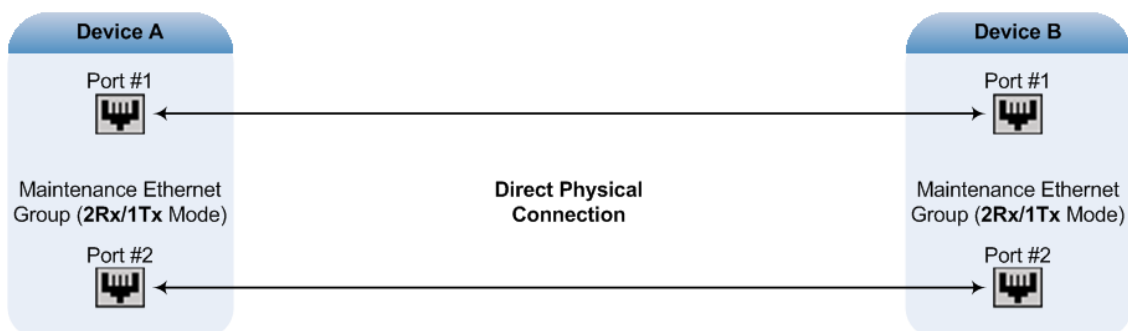 Device A
Device B
Port #1
Port #1
Maintenance Ethernet
Group (2Rx/1Tx Mode)
Direct Physical
Connection
Maintenance Ethernet
Group (2Rx/1Tx Mode)
Port #2
Port #2